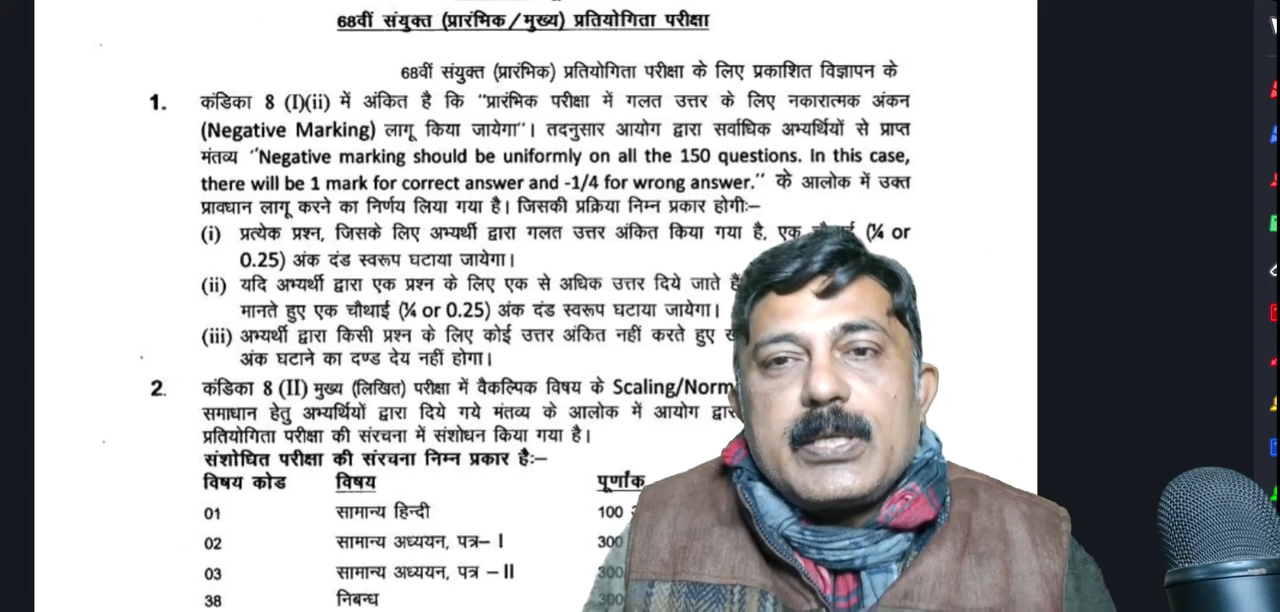 68वीं संयुक्त (प्रारंमिक/मुख्य) प्रतियोगिता परीक्षा
68वीं संयुक्त (प्रारंमिक) प्रतियोगिता परीक्षा के लिए प्रकाशित विज्ञापन के
1. कंडिका 8 (I)(ii) में अंकित है कि "प्रारंमिक परीक्षा में गलत उत्तर के लिए नकारात्मक अंकन
(Negative Marking) लागू किया जायेगा"। तदनुसार आयोग द्वारा सर्वाधिक अभ्यर्थियों से प्राप्त
मंतव्य "Negative marking should be uniformly on all the 150 questions. In this case,
there will be 1 mark for correct answer and -1/4 for wrong answer." के आलोक में उक्त
प्रावधान लागू करने का निर्णय लिया गया है। जिसकी प्रक्रिया निम्न प्रकार होगीः–
(i) प्रत्येक प्रश्न, जिसके लिए अभ्यर्थी द्वारा गलत उत्तर अंकित किया गया है, एक (¼ or
0.25) अंक दंड स्वरूप घटाया जायेगा।
(ii) यदि अभ्यर्थी द्वारा एक प्रश्न के लिए एक से अधिक उत्तर दिये जाते
मानते हुए एक चौथाई (¼ or 0.25) अंक दंड स्वरूप घटाया जायेगा।
(iii) अभ्यर्थी द्वारा किसी प्रश्न के लिए कोई उत्तर अंकित नहीं करते हुए
अंक घटाने का दण्ड देय नहीं होगा।
2. कंडिका 8 (II) मुख्य (लिखित) परीक्षा में वैकल्पिक विषय के Scaling/Norm
समाधान हेतु अभ्यर्थियों द्वारा दिये गये मंतव्य के आलोक में आयोग
प्रतियोगिता परीक्षा की संरचना में संशोधन किया गया है।
संशोधित परीक्षा की संरचना निम्न प्रकार हैः–
विषय कोड विषय पूर्णांक
01 सामान्य हिन्दी 100
02 सामान्य अध्ययन, पत्र– I 300
03 सामान्य अध्ययन, पत्र – II 300
38 निबन्ध 300